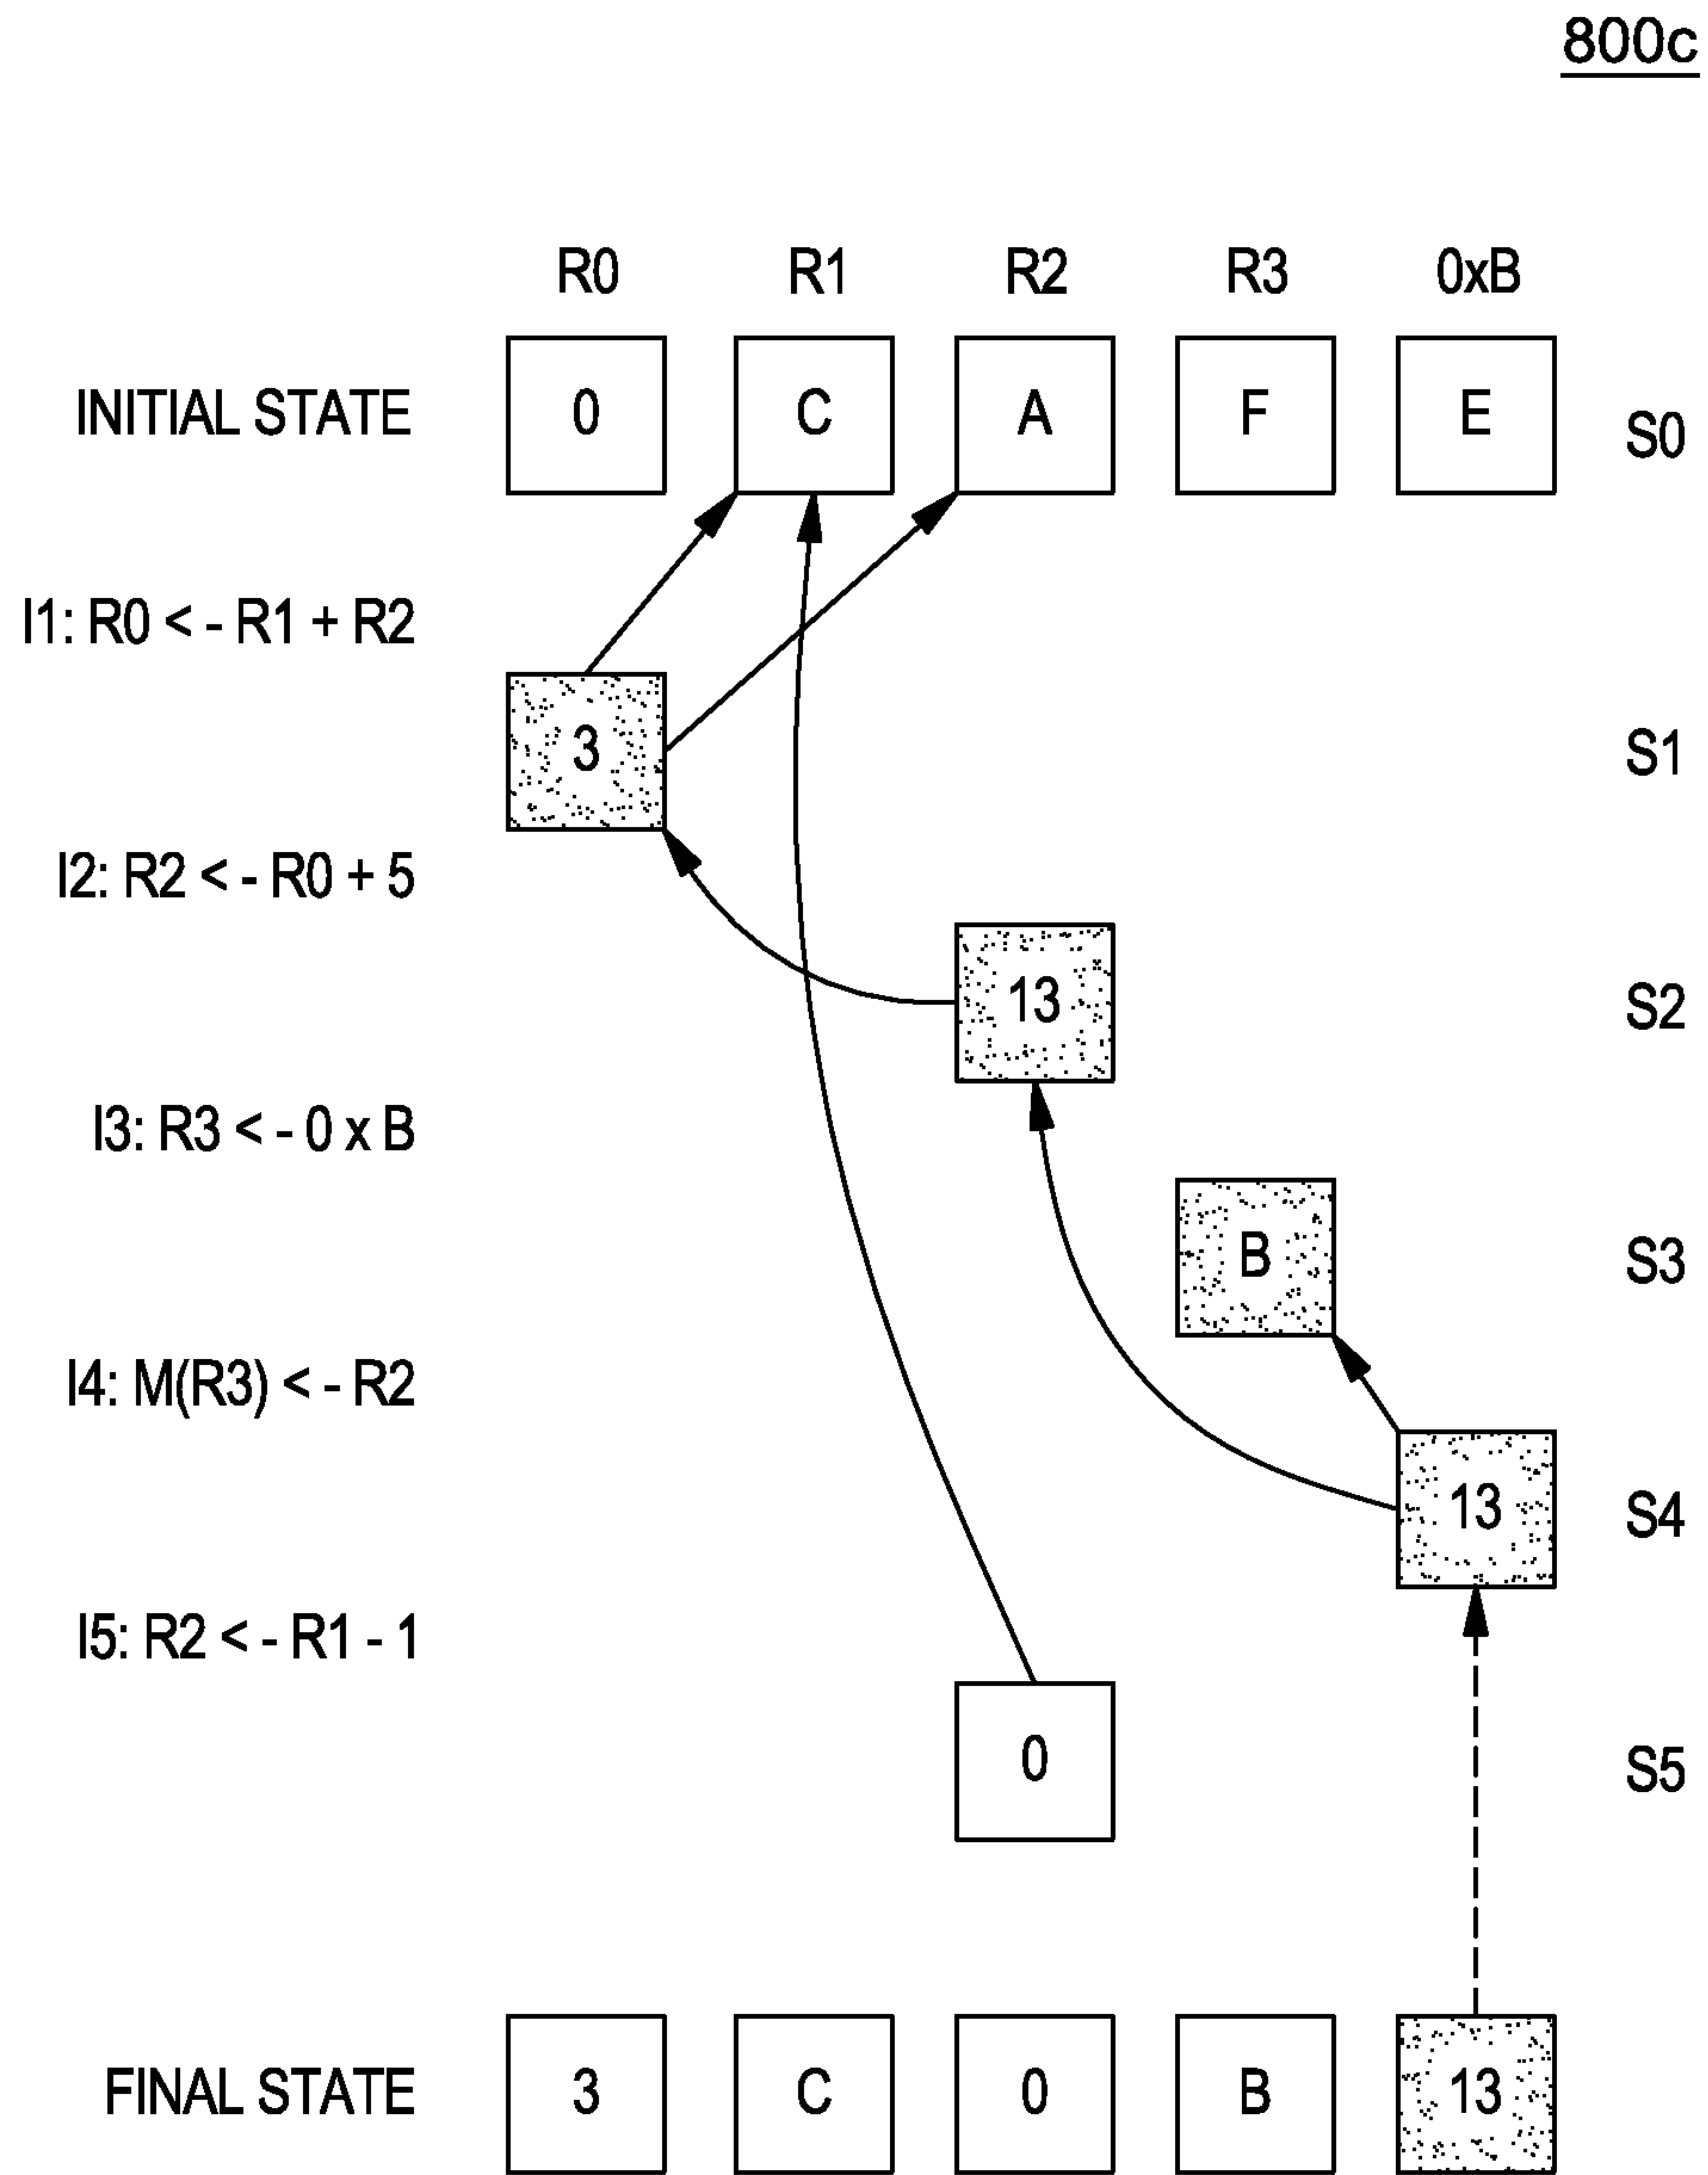 800c
R0 R1 R2 R3 0xB
INITIAL STATE 0 C A F E S0
I1: R0 < - R1 + R2
3 S1
I2: R2 < - R0 + 5
13 S2
I3: R3 < - 0 x B
B S3
I4: M(R3) < - R2
13 S4
I5: R2 < - R1 - 1
0 S5
FINAL STATE 3 C 0 B 13